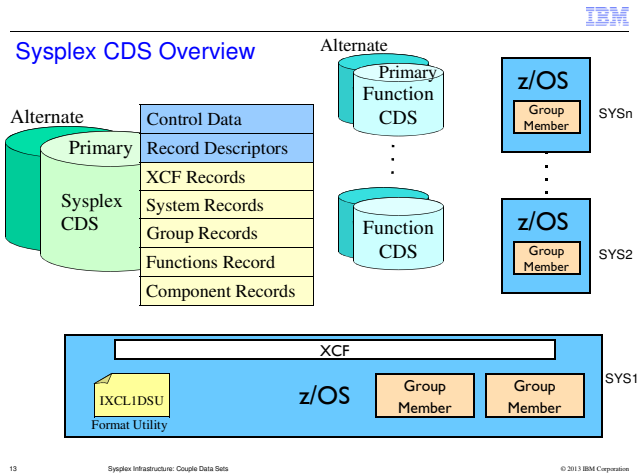 IBM
Sysplex CDS Overview
Alternate
Primary
Function
CDS
z/OS
Group
Member
SYSn
Alternate
Primary
Sysplex
CDS
Control Data
Record Descriptors
XCF Records
System Records
Group Records
Functions Record
Component Records
Function
CDS
z/OS
Group
Member
SYS2
XCF
IXCL1DSU
Format Utility
z/OS
Group
Member
Group
Member
SYS1
13
Sysplex Infrastructure: Couple Data Sets
© 2013 IBM Corporation